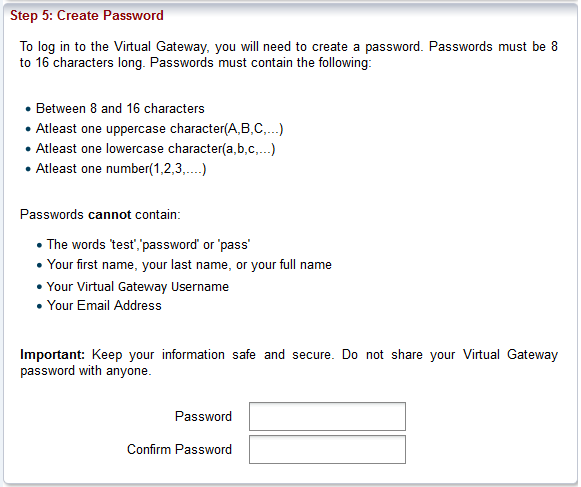 Step 5: Create Password
To log in to the Virtual Gateway, you will need to create a password. Passwords must be 8
to 16 characters long. Passwords must contain the following:
• Between 8 and 16 characters
• Atleast one uppercase character(A,B,C,...)
• Atleast one lowercase character(a,b,c,...)
• Atleast one number(1,2,3,....)
Passwords cannot contain:
• The words 'test','password' or 'pass'
• Your first name, your last name, or your full name
• Your Virtual Gateway Username
• Your Email Address
Important: Keep your information safe and secure. Do not share your Virtual Gateway
password with anyone.
Password
Confirm Password